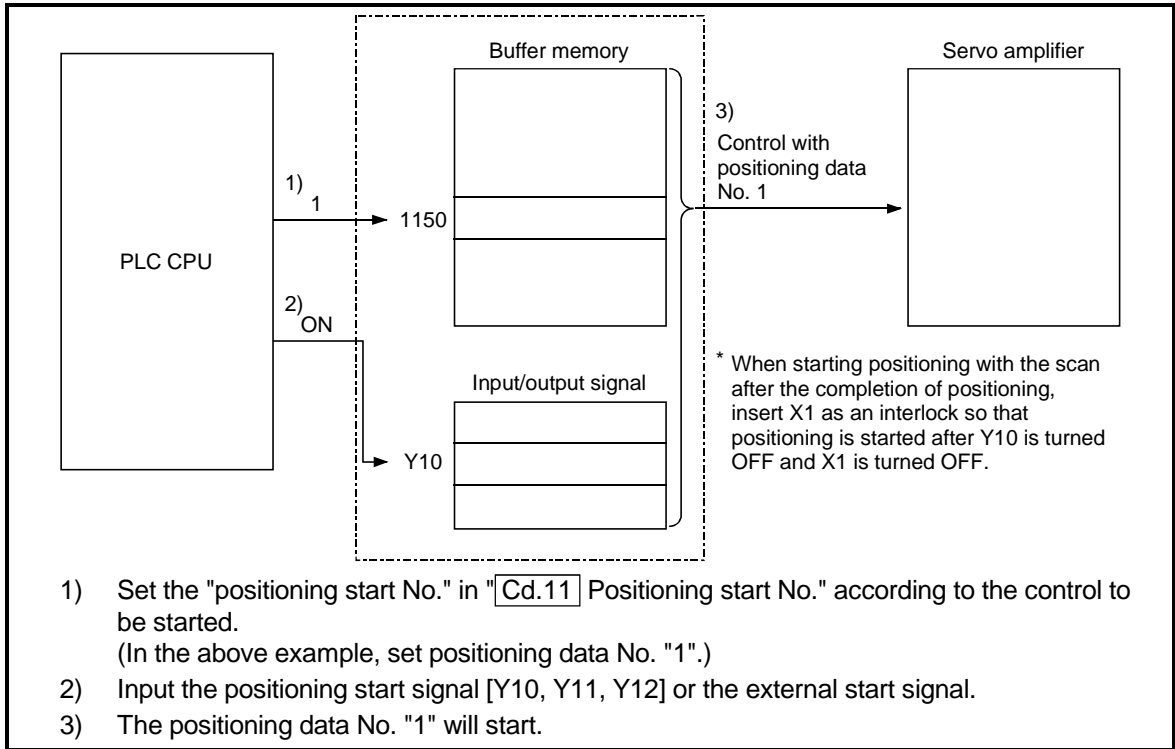 Buffer memory
Servo amplifier
3)
Control with
positioning data
No. 1
1)
1
1150
PLC CPU
2)
ON
* When starting positioning with the scan
after the completion of positioning,
insert X1 as an interlock so that
positioning is started after Y10 is turned
OFF and X1 is turned OFF.
Input/output signal
Y10
1) Set the "positioning start No." in "Cd.11 Positioning start No." according to the control to
be started.
(In the above example, set positioning data No. "1".)
2) Input the positioning start signal [Y10, Y11, Y12] or the external start signal.
3) The positioning data No. "1" will start.